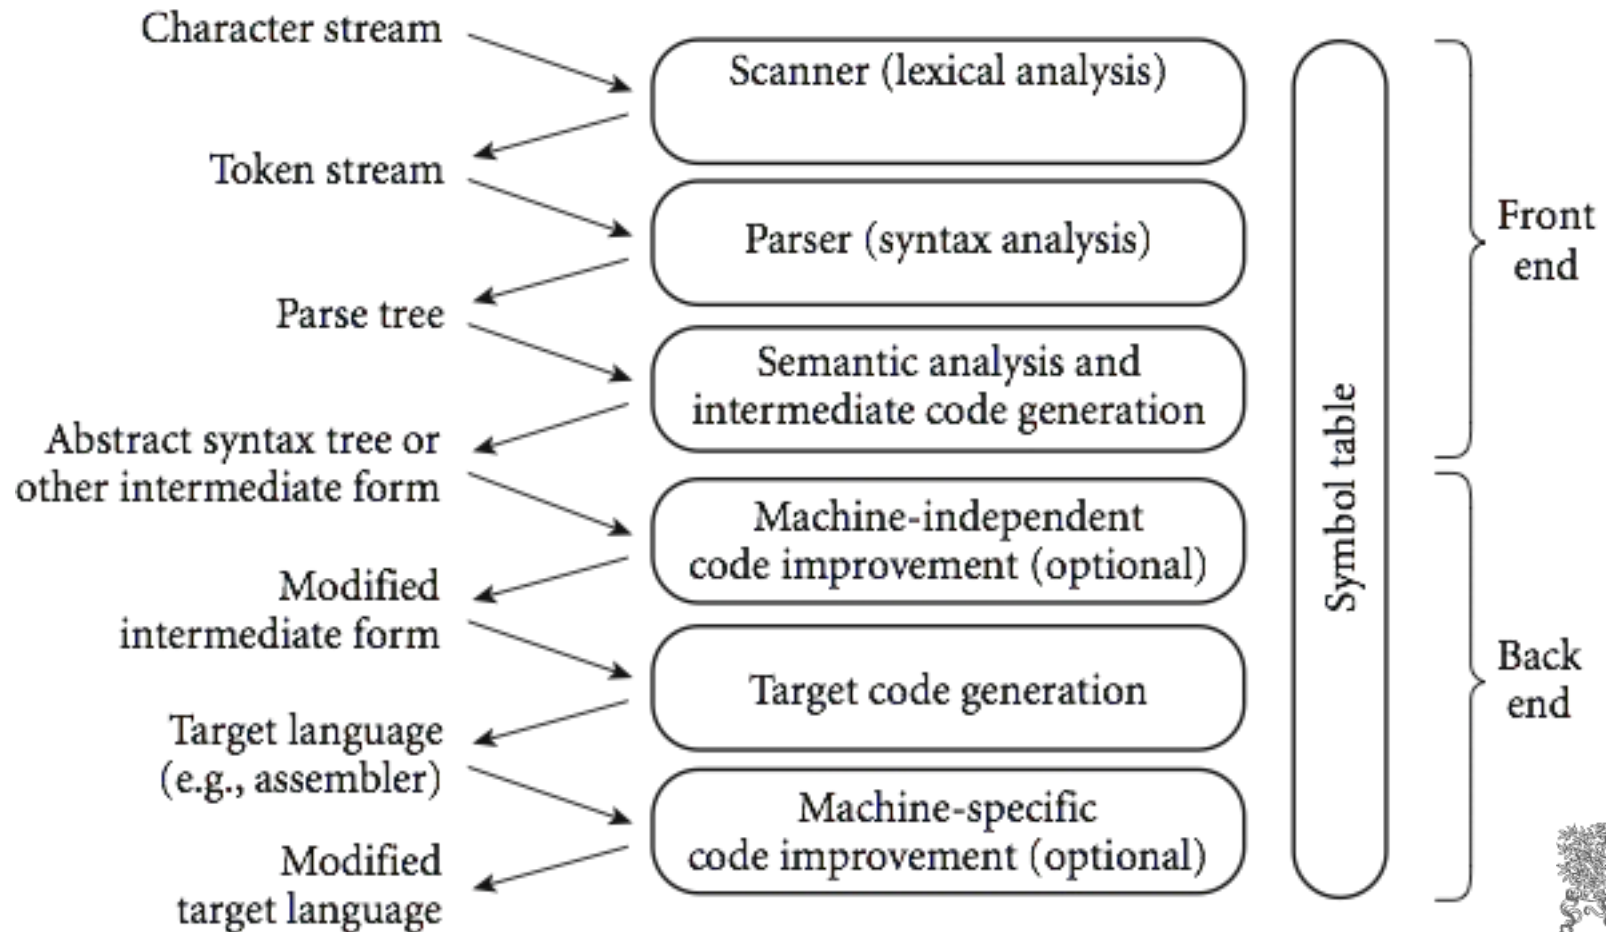 Character stream
Scanner (lexical analysis)
Token stream
Parser (syntax analysis)
Parse tree
Semantic analysis and
intermediate code generation
Abstract syntax tree or
other intermediate form
Machine-independent
code improvement (optional)
Modified
intermediate form
Target code generation
Target language
(e.g., assembler)
Machine-specific
code improvement (optional)
Modified
target language
Symbol table
Front
end
Back
end